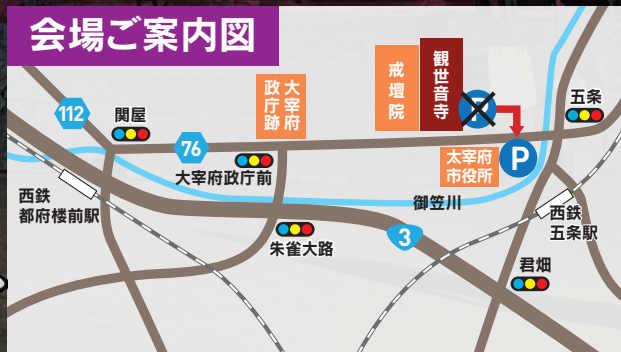 会場ご案内図
112
関屋
76
大宰府
政庁跡
大宰府政庁前
戒壇院
観世音寺
P
五条
太宰府
市役所
P
西鉄
都府楼前駅
御笠川
西鉄
五条駅
朱雀大路
3
君畑